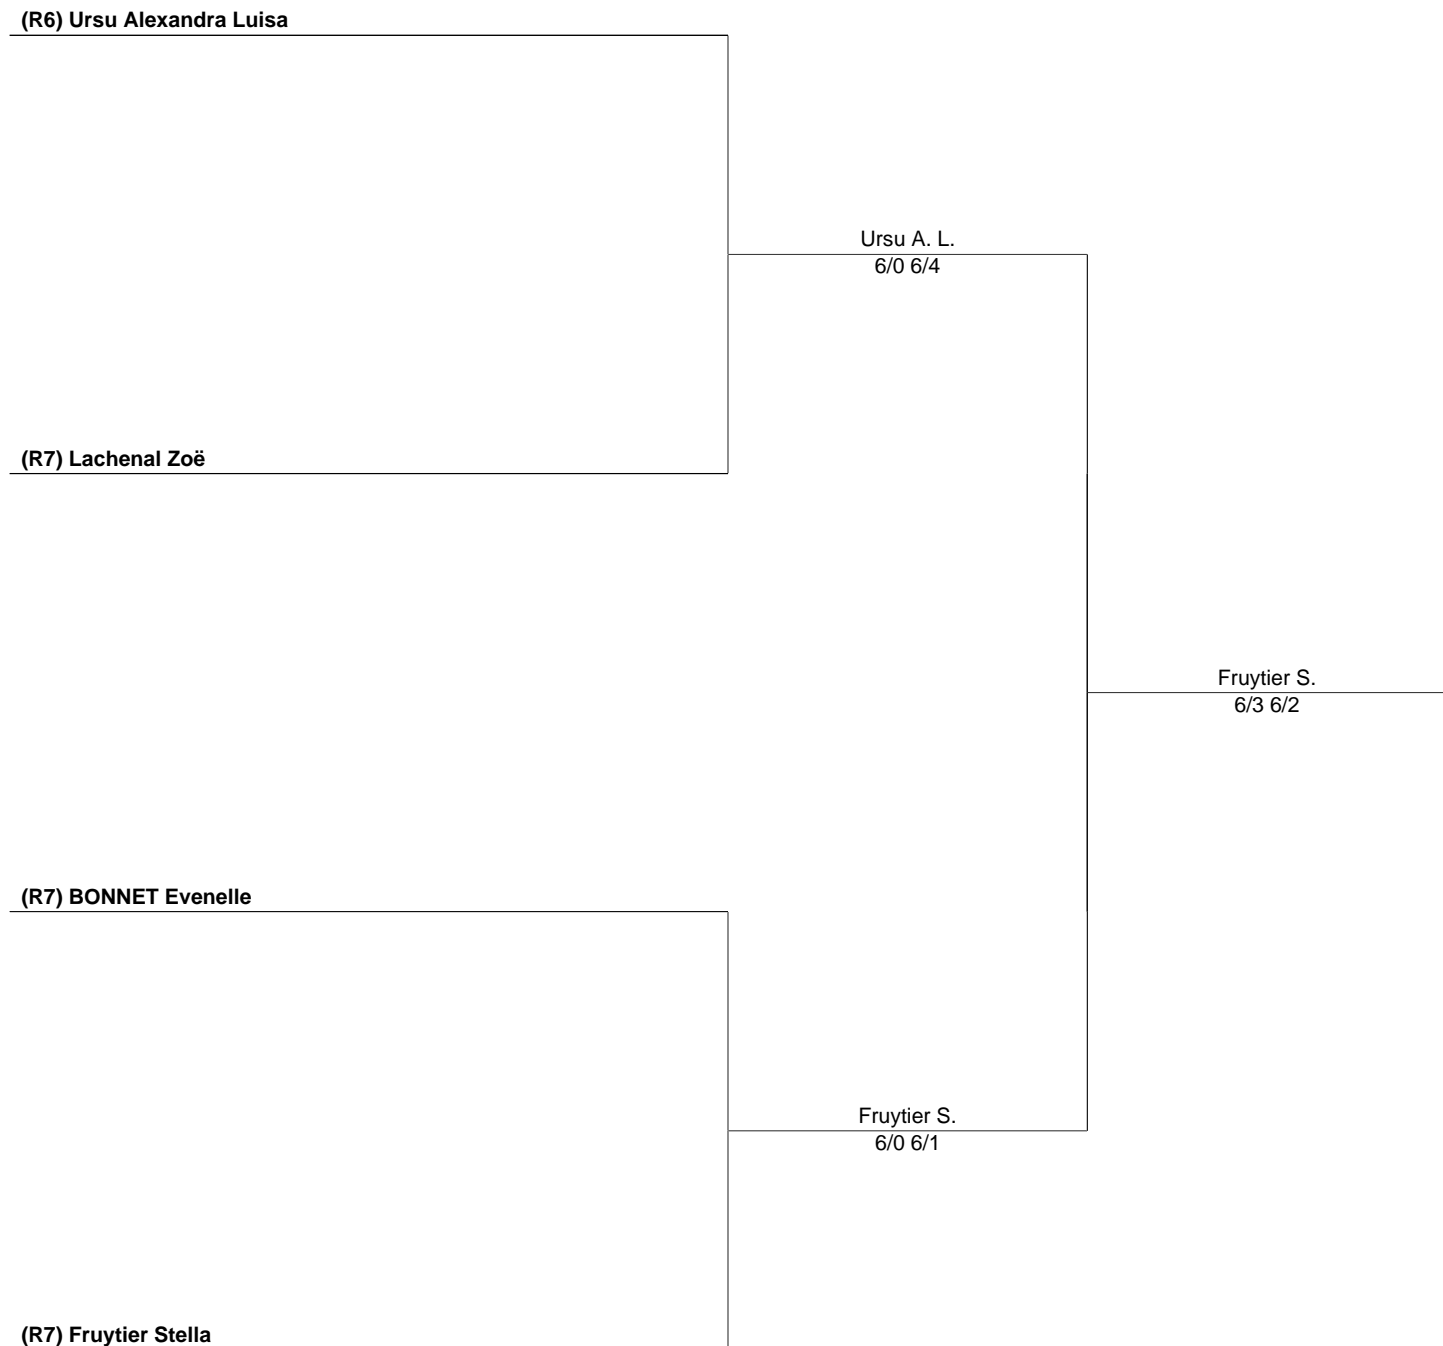 (R6) Ursu Alexandra Luisa
Ursu A. L.
6/0 6/4
(R7) Lachenal Zoë
Fruytier S.
6/3 6/2
(R7) BONNET Evenelle
Fruytier S.
6/0 6/1
(R7) Fruytier Stella